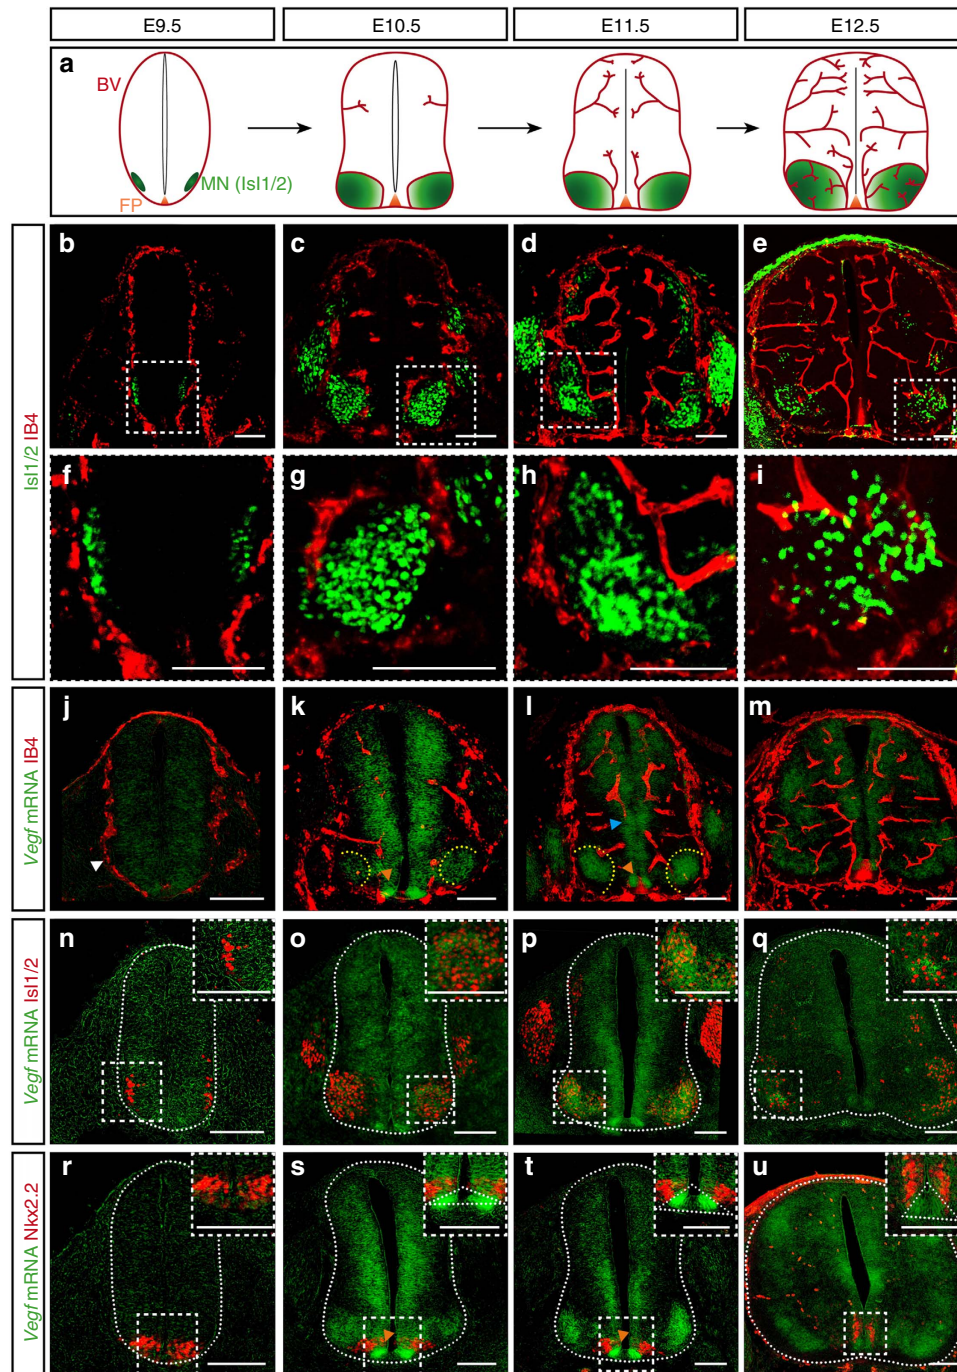 E9.5 E10.5 E11.5 E12.5
a
BV
MN (Isl1/2)
FP
Isl1/2 IB4
b c d e
f g h i
Vegf mRNA IB4
j k l m
Vegf mRNA Isl1/2
n o p q
Vegf mRNA Nkx2.2
r s t u